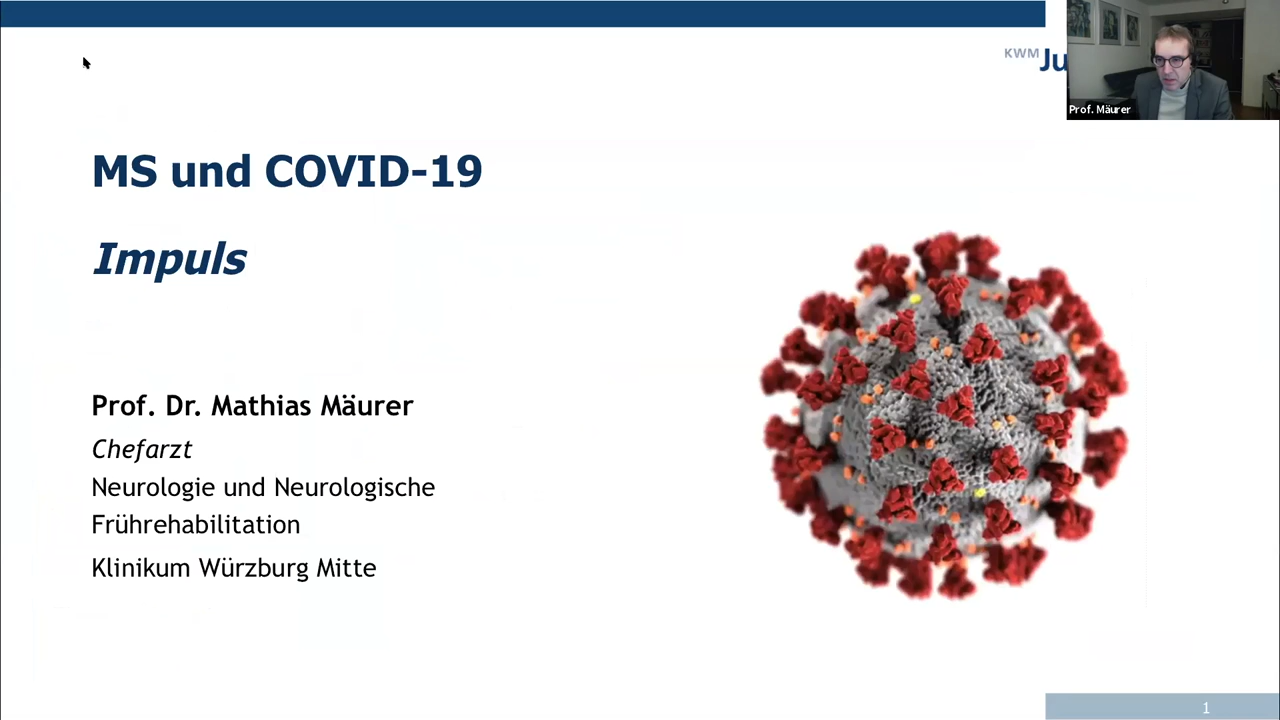 KWM Ju
Prof. Mäurer
MS und COVID-19
Impuls
Prof. Dr. Mathias Mäurer
Chefarzt
Neurologie und Neurologische
Frührehabilitation
Klinikum Würzburg Mitte
1